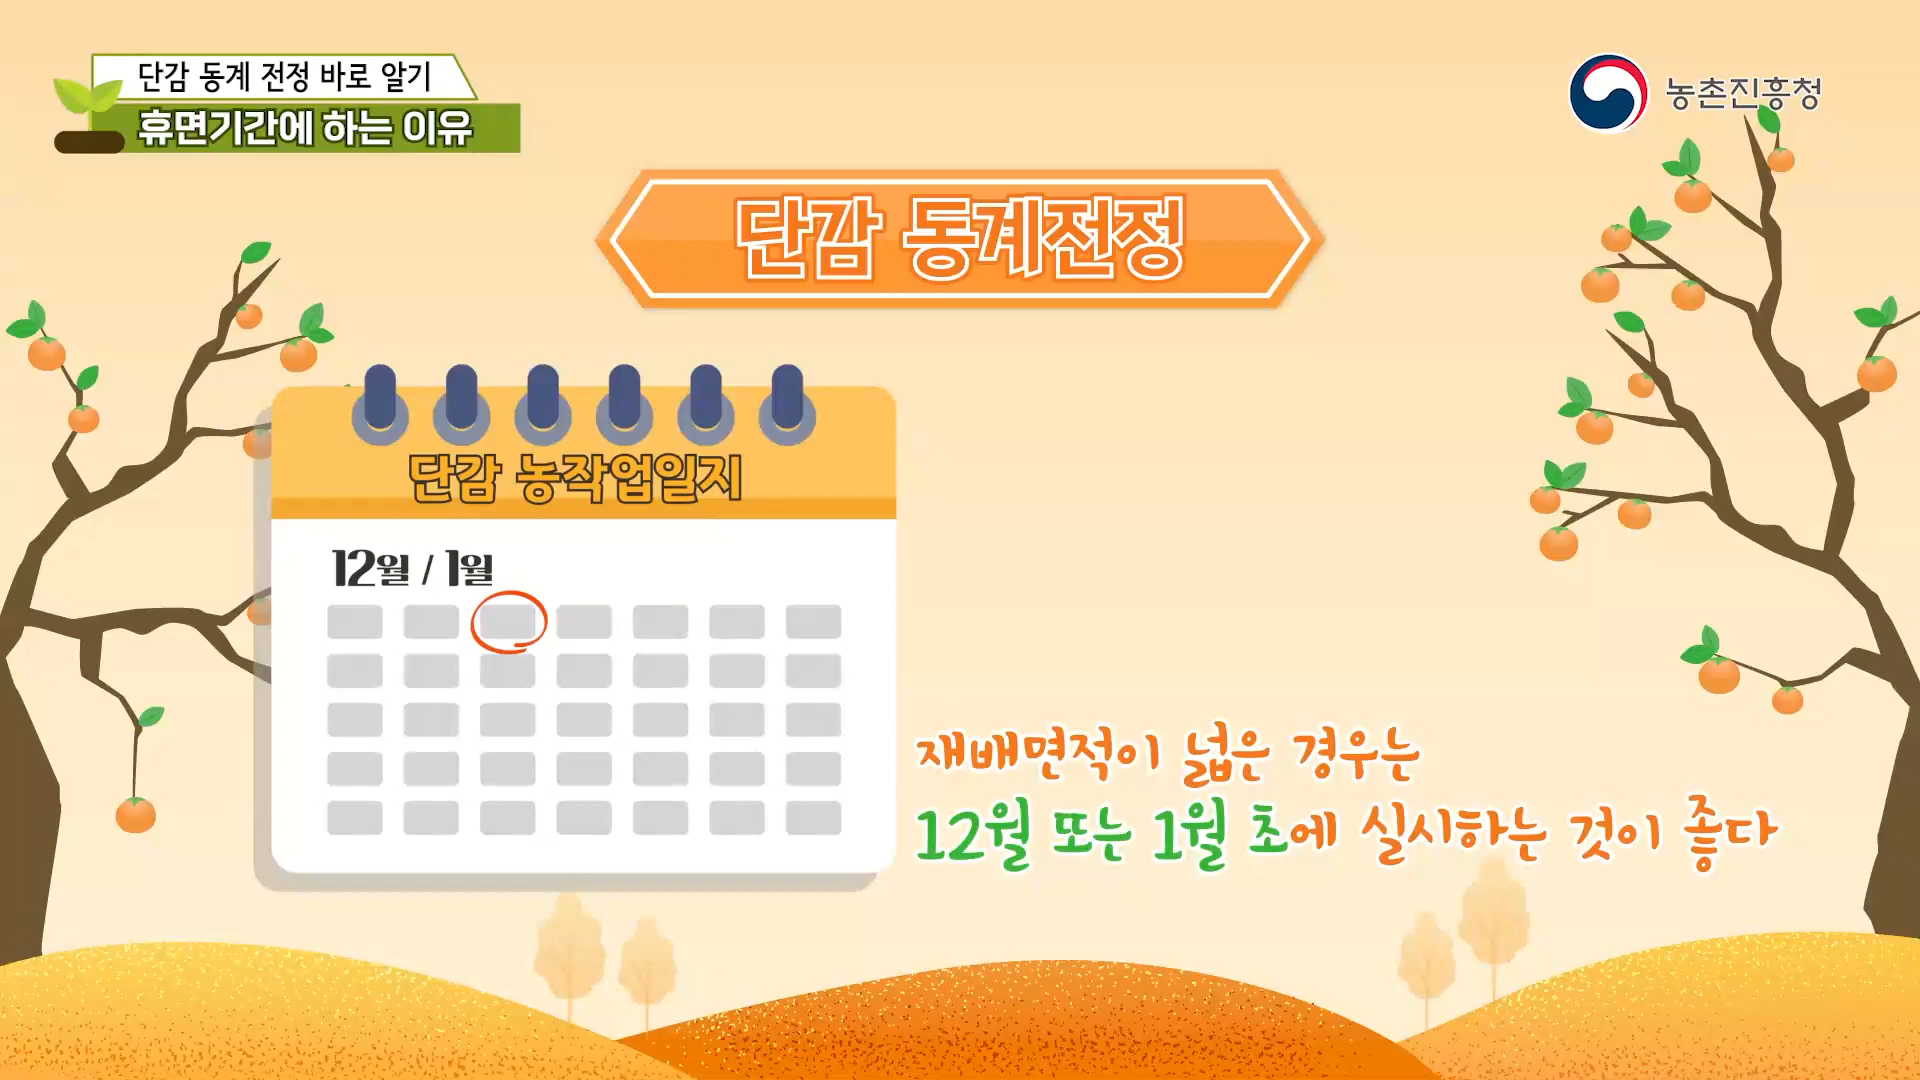 단감 동계 전정 바로 알기
휴면기간에 하는 이유
농촌진흥청
단감 동계전정
단감 농작업일지
12월 / 1월
재배면적이 넓은 경우는
12월 또는 1월 초에 실시하는 것이 좋다